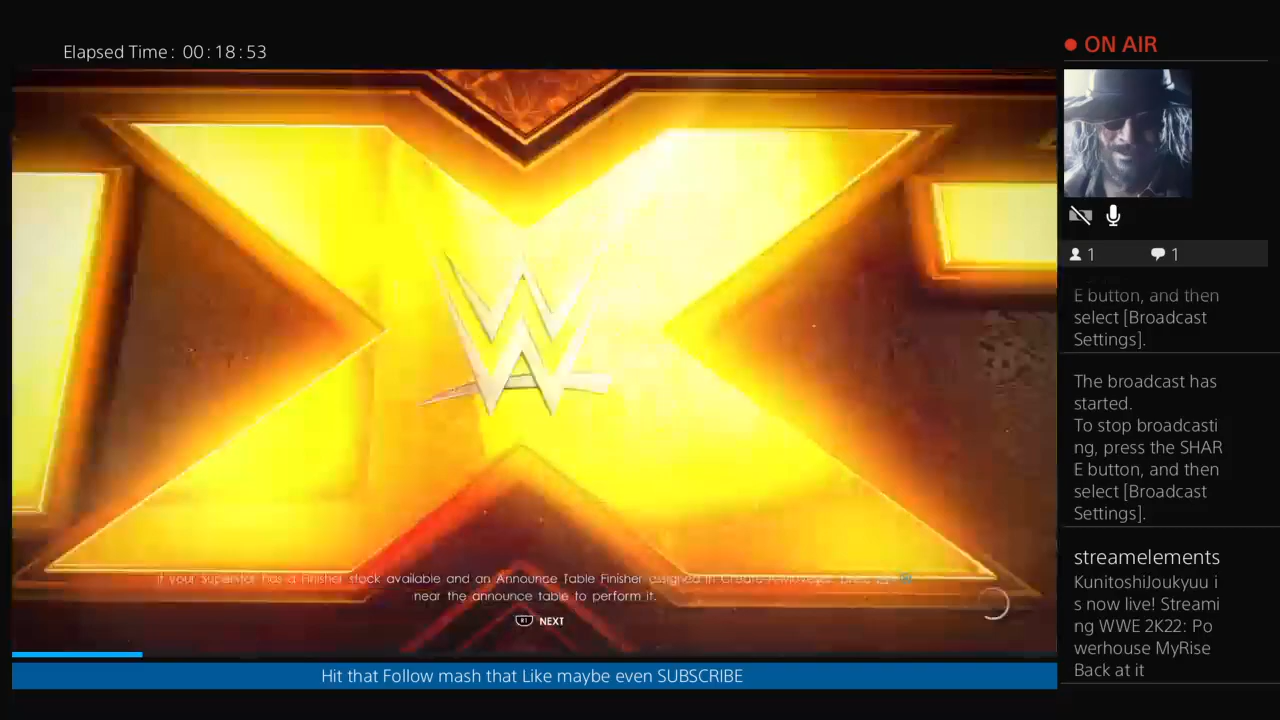 Elapsed Time: 00:18:53
ON AIR
1
1
E button, and then
select [Broadcast
Settings].
The broadcast has
started.
To stop broadcasti
ng, press the SHAR
E button, and then
select [Broadcast
Settings].
streamelements
KunitoshiJoukyuu i
s now live! Streami
ng WWE 2K22: Po
werhouse MyRise
Back at it
W
If your Superstar has a Finisher stock available and an Announce Table Finisher assigned in Create-A-Moveset,
near the announce table to perform it.
R1 NEXT
Hit that Follow mash that Like maybe even SUBSCRIBE